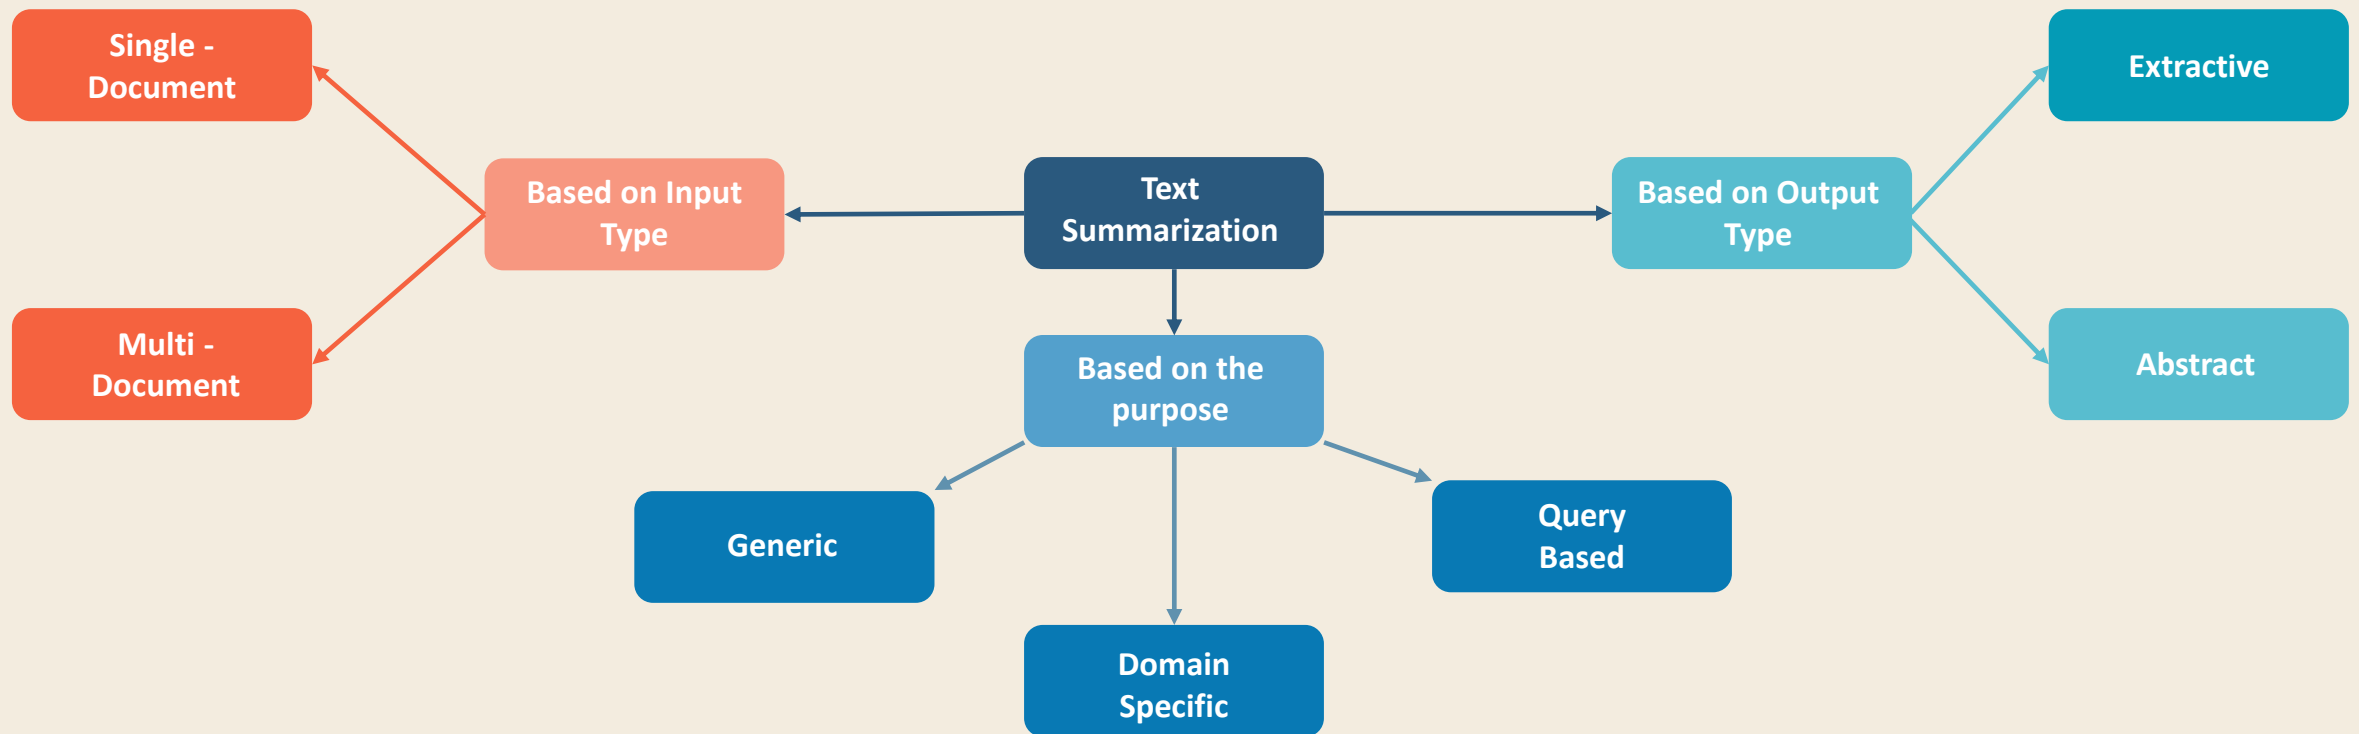 Single -
Document
Extractive
Based on Input
Type
Text
Summarization
Based on Output
Type
Multi -
Document
Based on the
purpose
Abstract
Generic
Query
Based
Domain
Specific